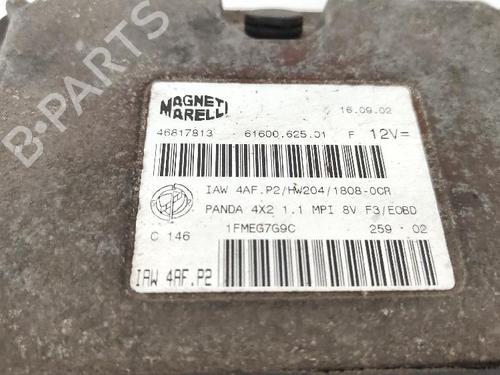 MAGNETI
MARELLI
16.09.02
46817813 61600.625.01 F 12V=
IAW 4AF.P2/HW204/1808-0CR
PANDA 4X2 1.1 MPI 8V F3/EOBD
C 146 1FMEG7G9C 259 - 02
IAW 4AF.P2
B-PARTS